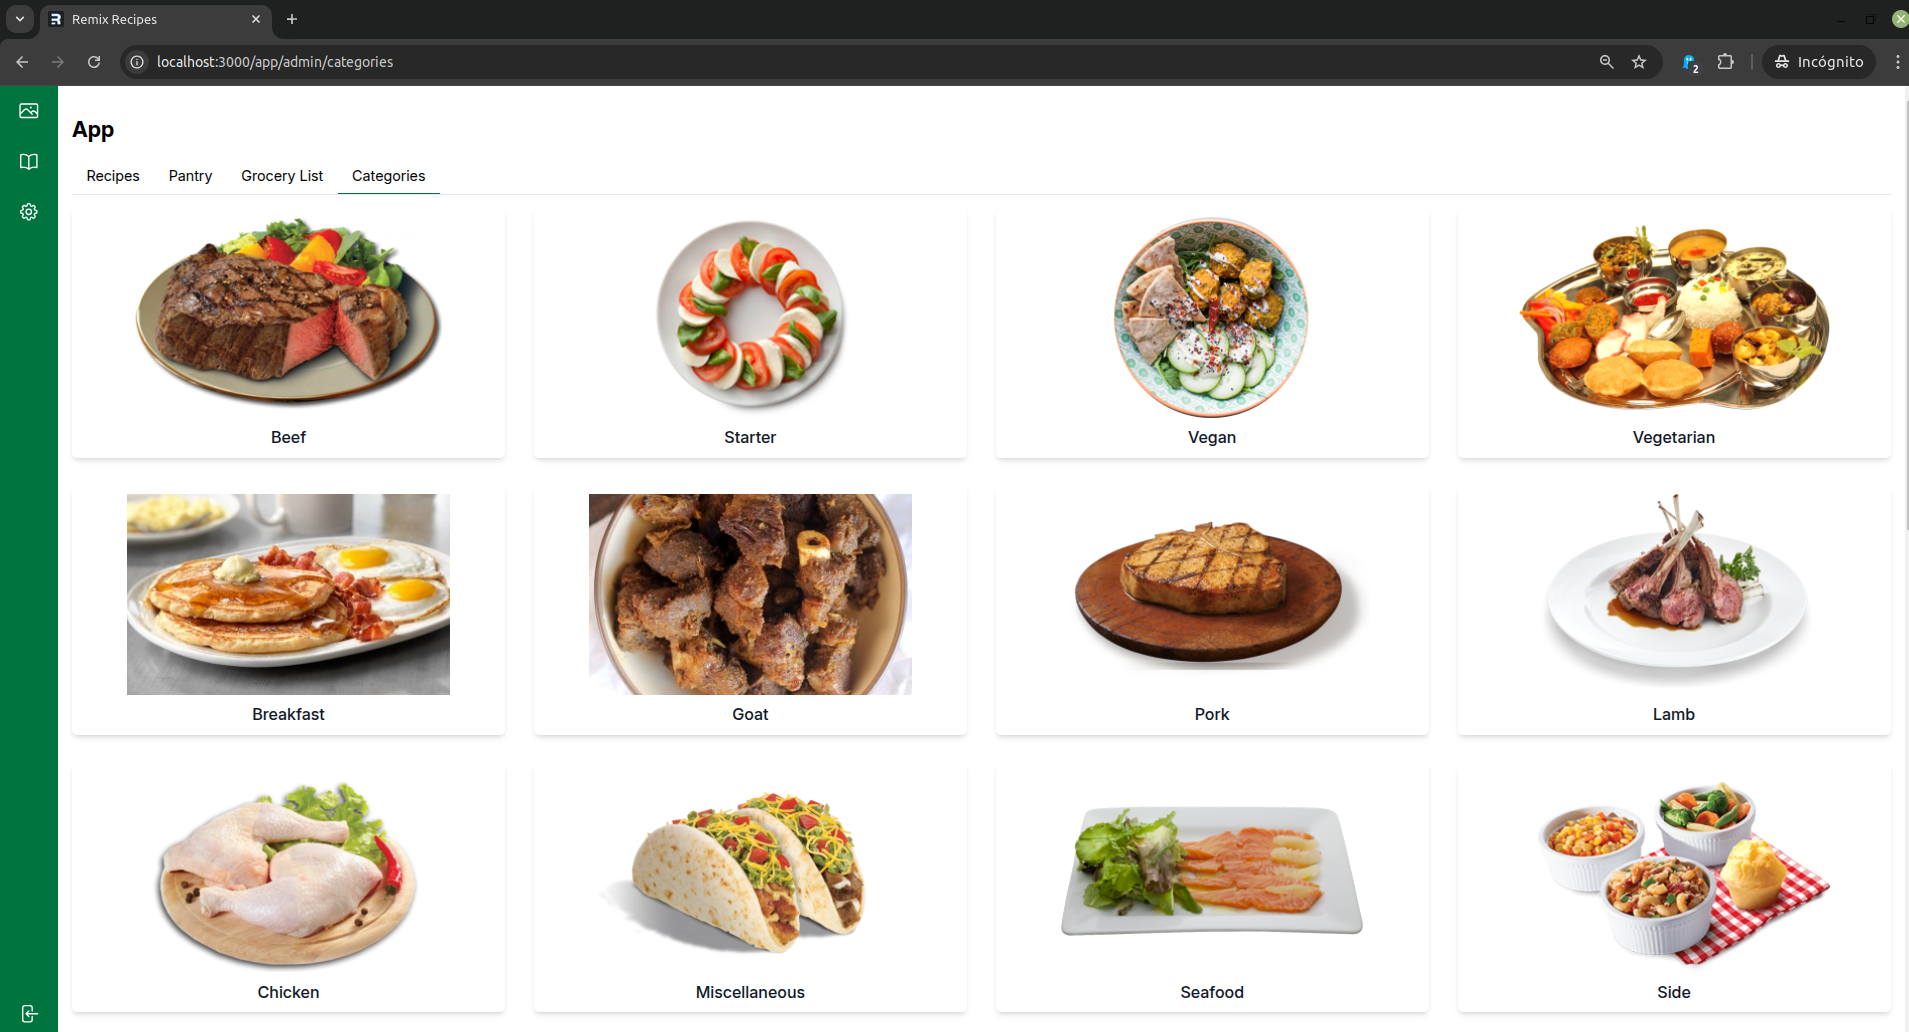 Remix Recipes
localhost:3000/app/admin/categories
2
Incógnito
App
Recipes Pantry Grocery List Categories
Beef Starter Vegan Vegetarian
Breakfast Goat Pork Lamb
Chicken Miscellaneous Seafood Side